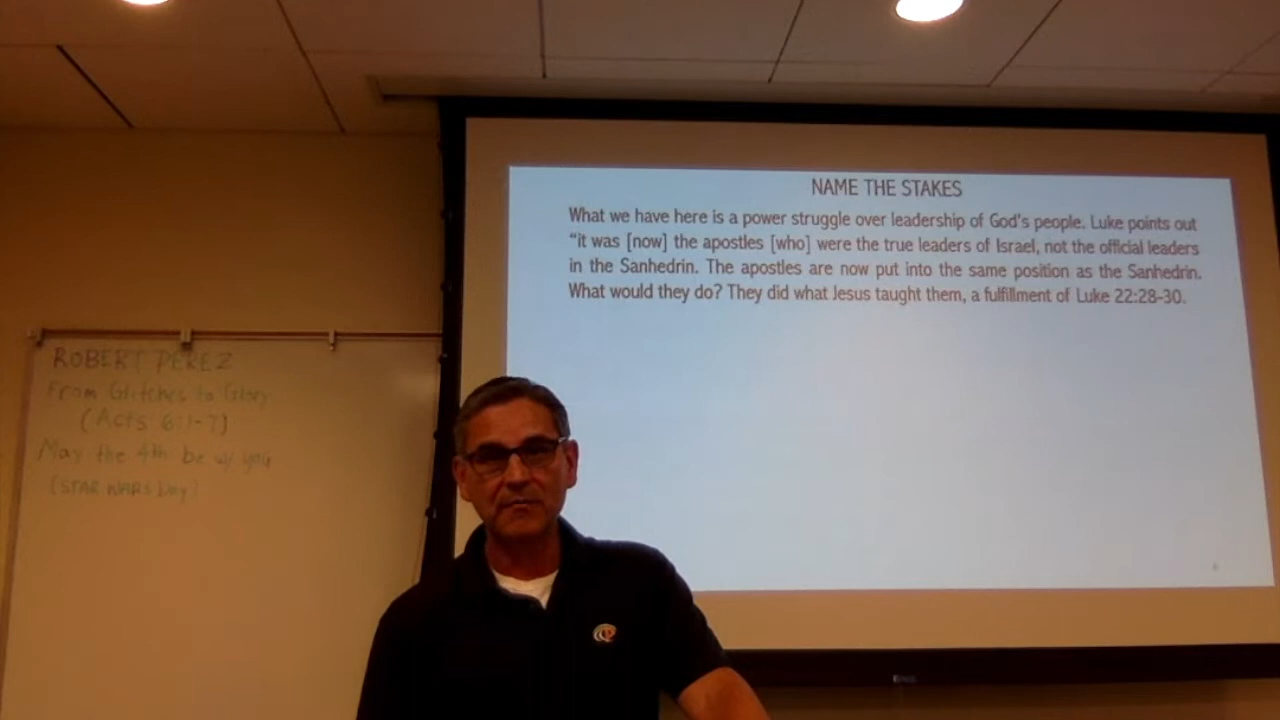 NAME THE STAKES
What we have here is a power struggle over leadership of God's people. Luke points out
“it was [now] the apostles [who] were the true leaders of Israel, not the official leaders
in the Sanhedrin. The apostles are now put into the same position as the Sanhedrin.
What would they do? They did what Jesus taught them, a fulfillment of Luke 22:28-30.
ROBERT PEREZ
From Glitches to Glory
(Acts 6:1-7)
May the 4th be w/ you
(STAR WARS Day)